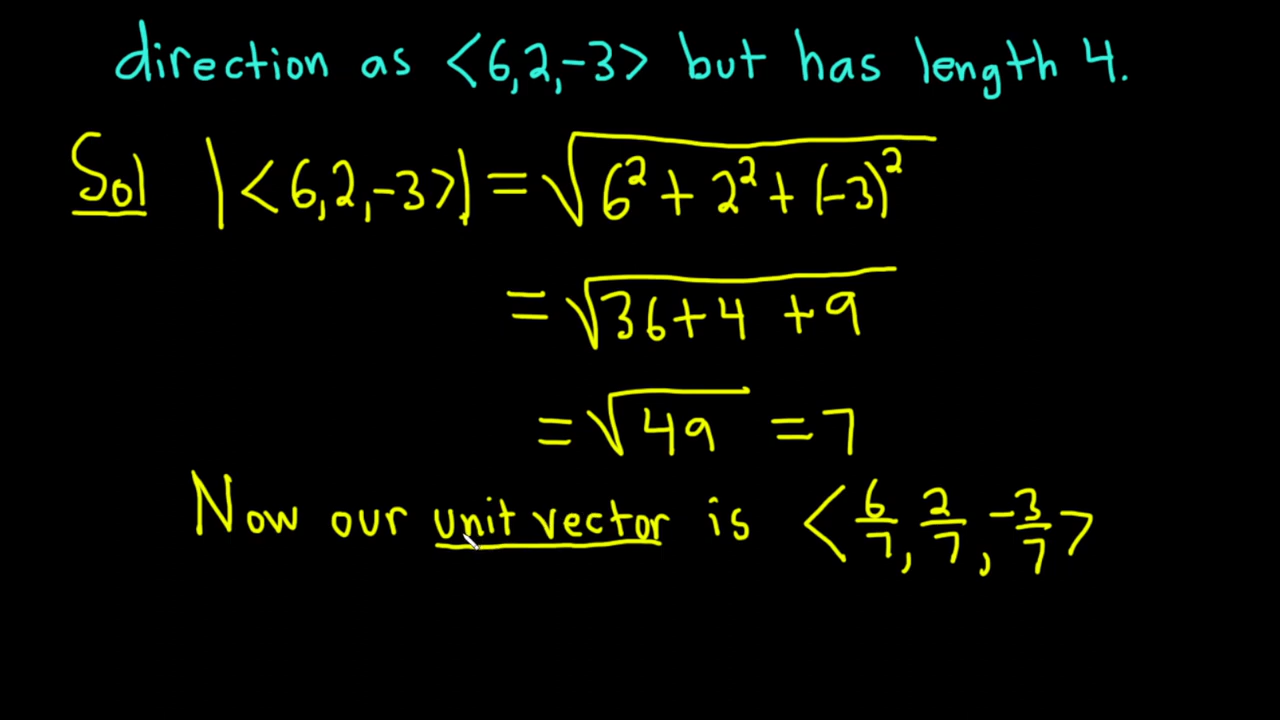 direction as <6,2,-3> but has length 4.
Sol |<6,2,-3>| = √(6² + 2² + (-3)²)
= √(36+4 +9)
= √49 = 7
Now our unit vector is <6/7, 2/7, -3/7>